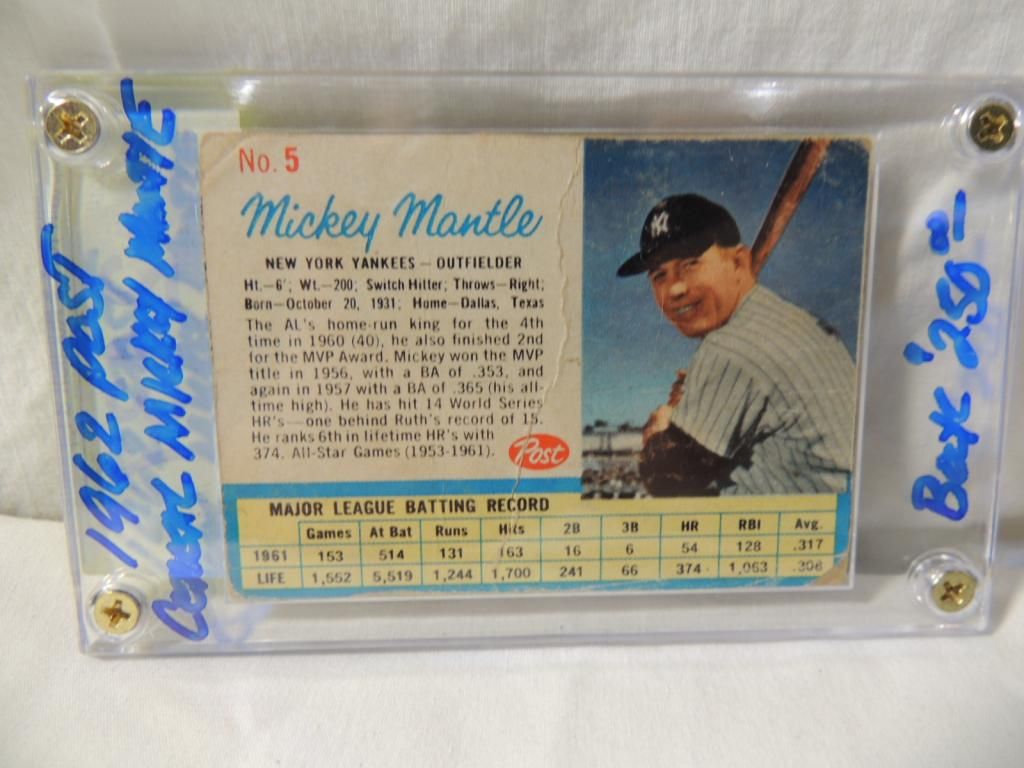 1962 POST
CEREAL MICKEY MANTLE
No. 5
Mickey Mantle
NEW YORK YANKEES — OUTFIELDER
Ht.—6'; Wt.—200; Switch Hitter; Throws—Right;
Born—October 20, 1931; Home—Dallas, Texas
The AL's home-run king for the 4th
time in 1960 (40), he also finished 2nd
for the MVP Award. Mickey won the MVP
title in 1956, with a BA of .353, and
again in 1957 with a BA of .365 (his all-
time high). He has hit 14 World Series
HR's—one behind Ruth's record of 15.
He ranks 6th in lifetime HR's with
374. All-Star Games (1953-1961).
Post
NY
MAJOR LEAGUE BATTING RECORD
Games At Bat Runs Hits 2B 3B HR RBI Avg.
1961 153 514 131 163 16 6 54 128 .317
LIFE 1,552 5,519 1,244 1,700 241 66 374 1,063 .308
BOOK $250.00